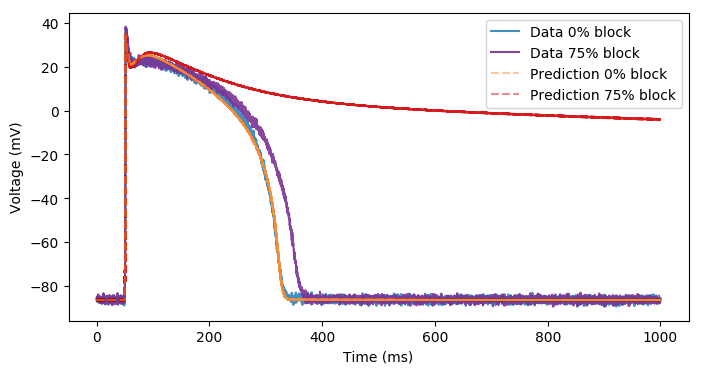 40
20
0
−20
−40
−60
−80
Voltage (mV)
Data 0% block
Data 75% block
Prediction 0% block
Prediction 75% block
0
200
400
600
800
1000
Time (ms)